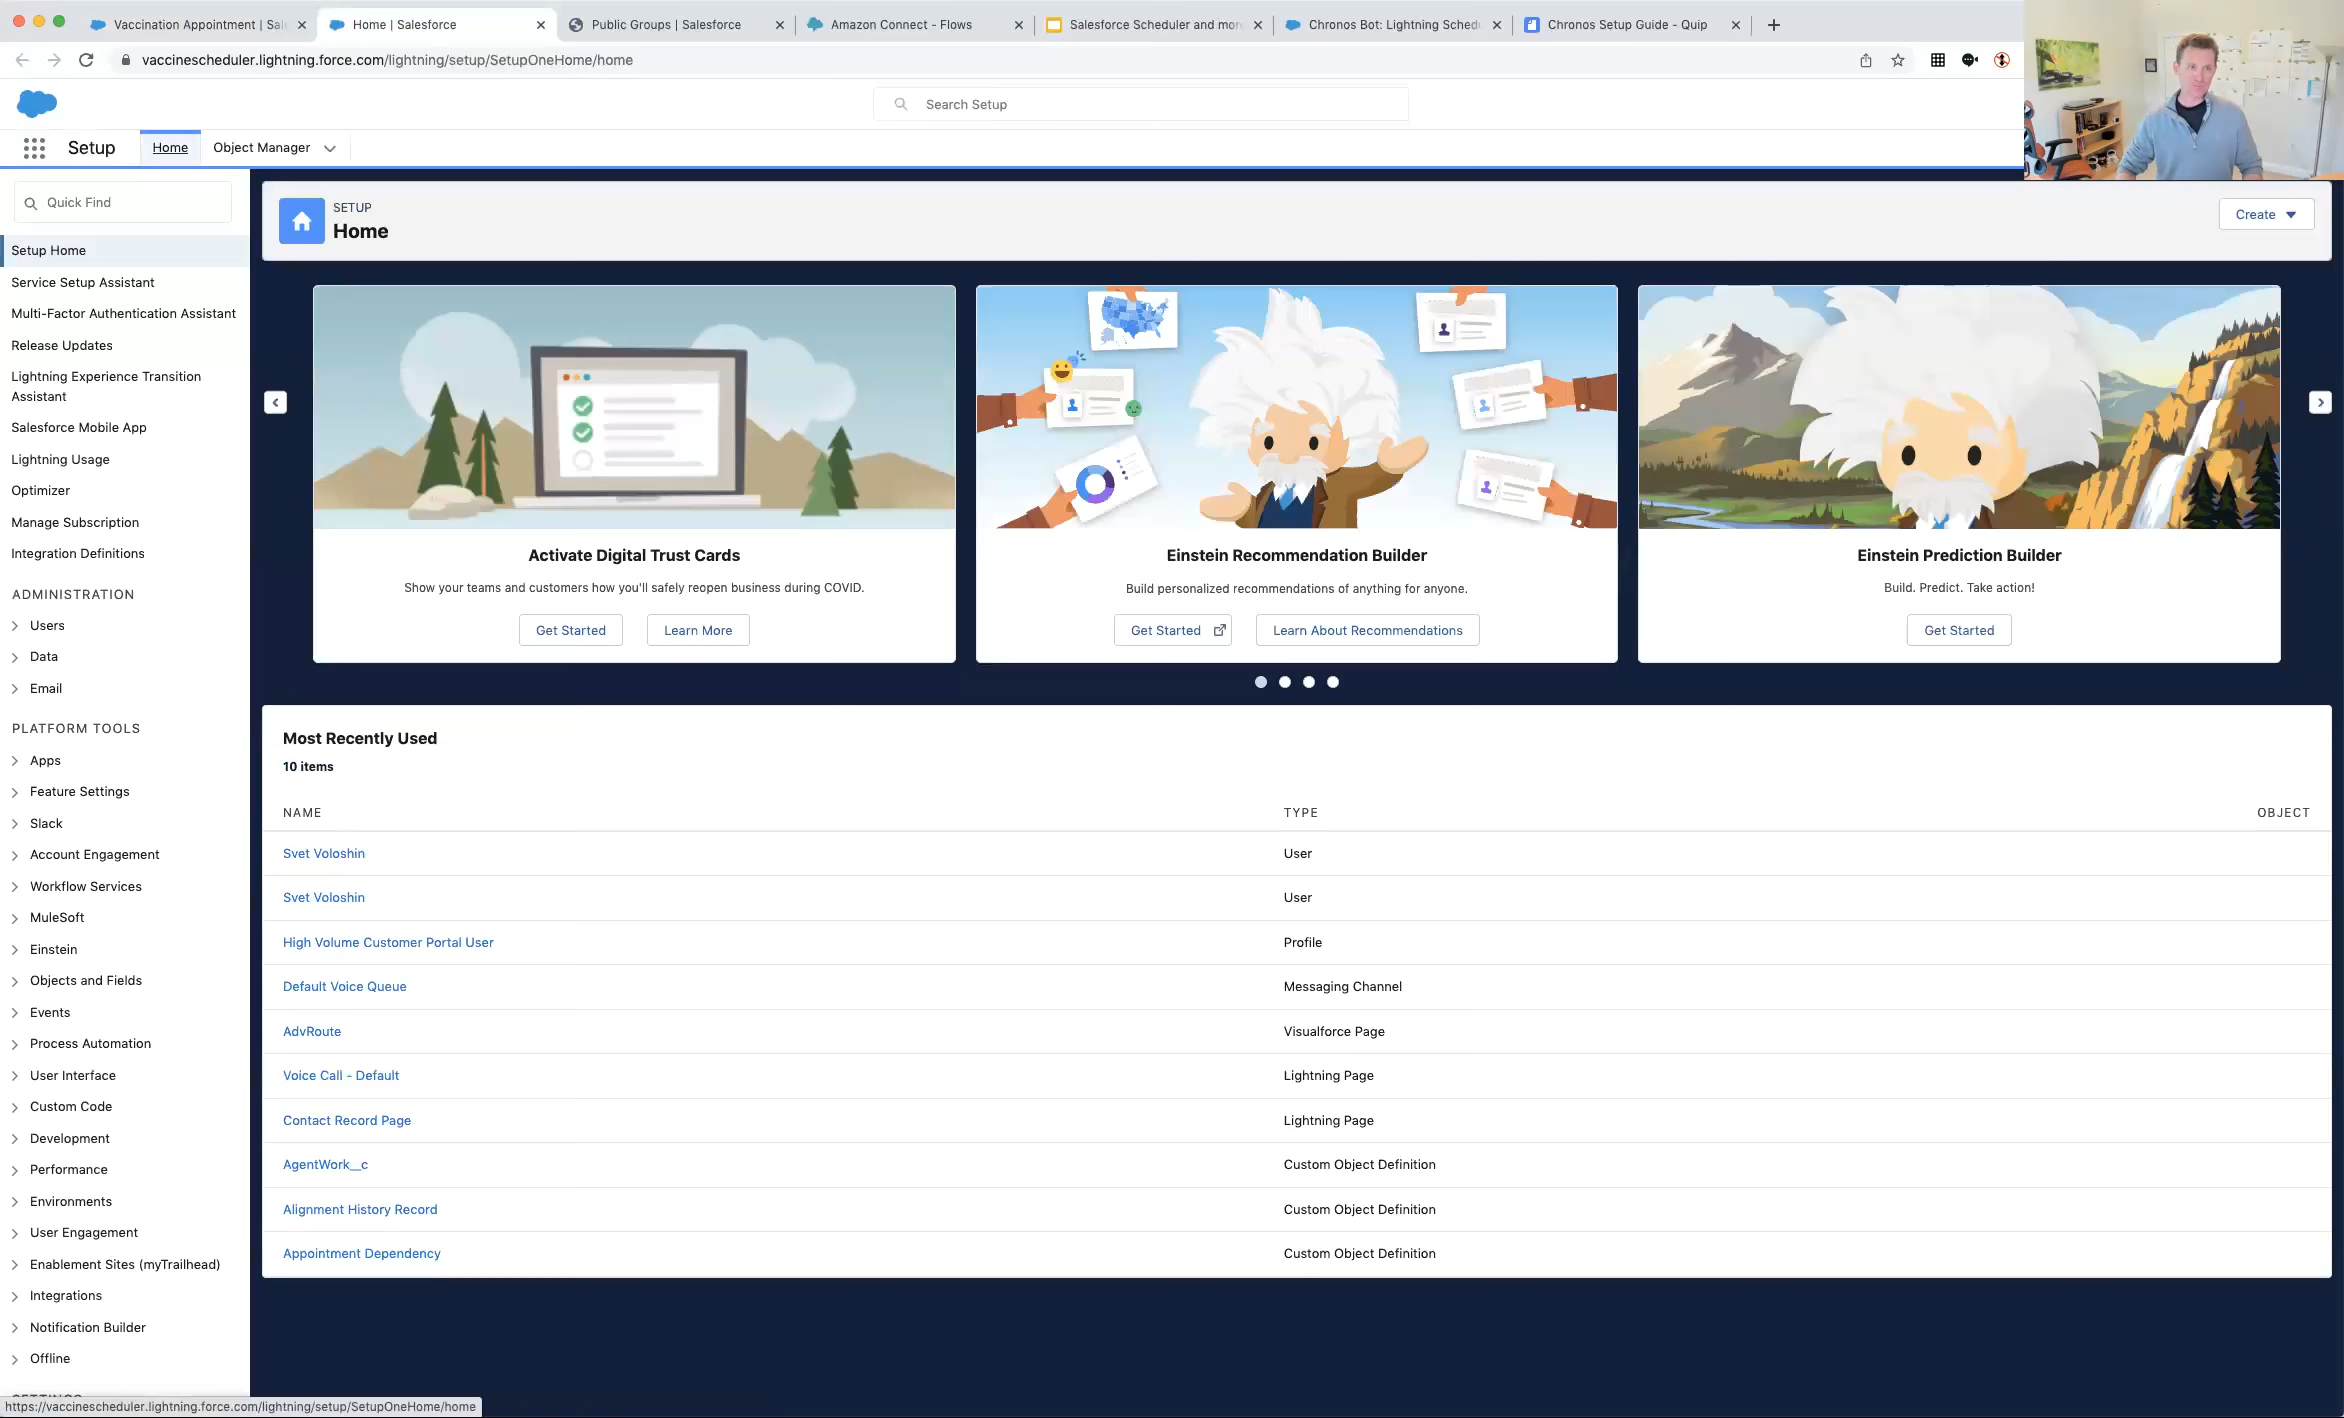 Vaccination Appointment | Sal
Home | Salesforce
Public Groups | Salesforce
Amazon Connect - Flows
Salesforce Scheduler and mor
Chronos Bot: Lightning Schedu
Chronos Setup Guide - Quip
vaccinescheduler.lightning.force.com/lightning/setup/SetupOneHome/home
Search Setup
Setup
Home
Object Manager
Quick Find
Setup Home
Service Setup Assistant
Multi-Factor Authentication Assistant
Release Updates
Lightning Experience Transition
Assistant
Salesforce Mobile App
Lightning Usage
Optimizer
Manage Subscription
Integration Definitions
ADMINISTRATION
Users
Data
Email
PLATFORM TOOLS
Apps
Feature Settings
Slack
Account Engagement
Workflow Services
MuleSoft
Einstein
Objects and Fields
Events
Process Automation
User Interface
Custom Code
Development
Performance
Environments
User Engagement
Enablement Sites (myTrailhead)
Integrations
Notification Builder
Offline
SETUP
Home
Create
Activate Digital Trust Cards
Show your teams and customers how you'll safely reopen business during COVID.
Get Started
Learn More
Einstein Recommendation Builder
Build personalized recommendations of anything for anyone.
Get Started
Learn About Recommendations
Einstein Prediction Builder
Build. Predict. Take action!
Get Started
Most Recently Used
10 items
NAME TYPE OBJECT
Svet Voloshin User
Svet Voloshin User
High Volume Customer Portal User Profile
Default Voice Queue Messaging Channel
AdvRoute Visualforce Page
Voice Call - Default Lightning Page
Contact Record Page Lightning Page
AgentWork__c Custom Object Definition
Alignment History Record Custom Object Definition
Appointment Dependency Custom Object Definition
https://vaccinescheduler.lightning.force.com/lightning/setup/SetupOneHome/home